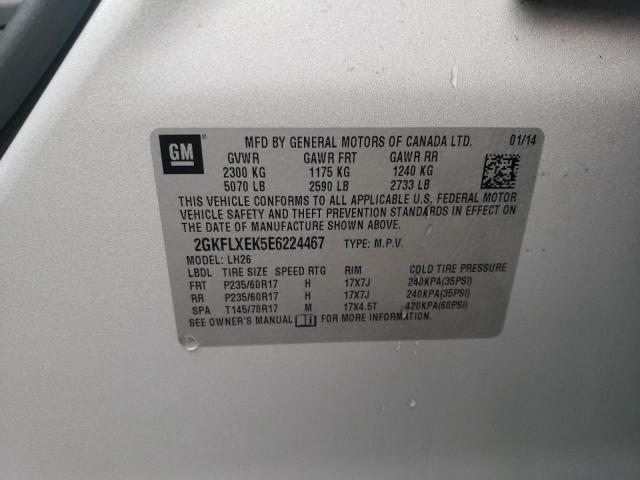 GM MFD BY GENERAL MOTORS OF CANADA LTD. 01/14
GVWR GAWR FRT GAWR RR
2300 KG 1175 KG 1240 KG
5070 LB 2590 LB 2733 LB
THIS VEHICLE CONFORMS TO ALL APPLICABLE U.S. FEDERAL MOTOR
VEHICLE SAFETY AND THEFT PREVENTION STANDARDS IN EFFECT ON
THE DATE OF MANUFACTURE SHOWN ABOVE.
2GKFLXEK5E6224467 TYPE: M.P.V.
MODEL: LH26
LBDL TIRE SIZE SPEED RTG RIM COLD TIRE PRESSURE
FRT P235/60R17 H 17X7J 240KPA(35PSI)
RR P235/60R17 H 17X7J 240KPA(35PSI)
SPA T145/70R17 M 17X4.5T 420KPA(60PSI)
SEE OWNER'S MANUAL FOR MORE INFORMATION.